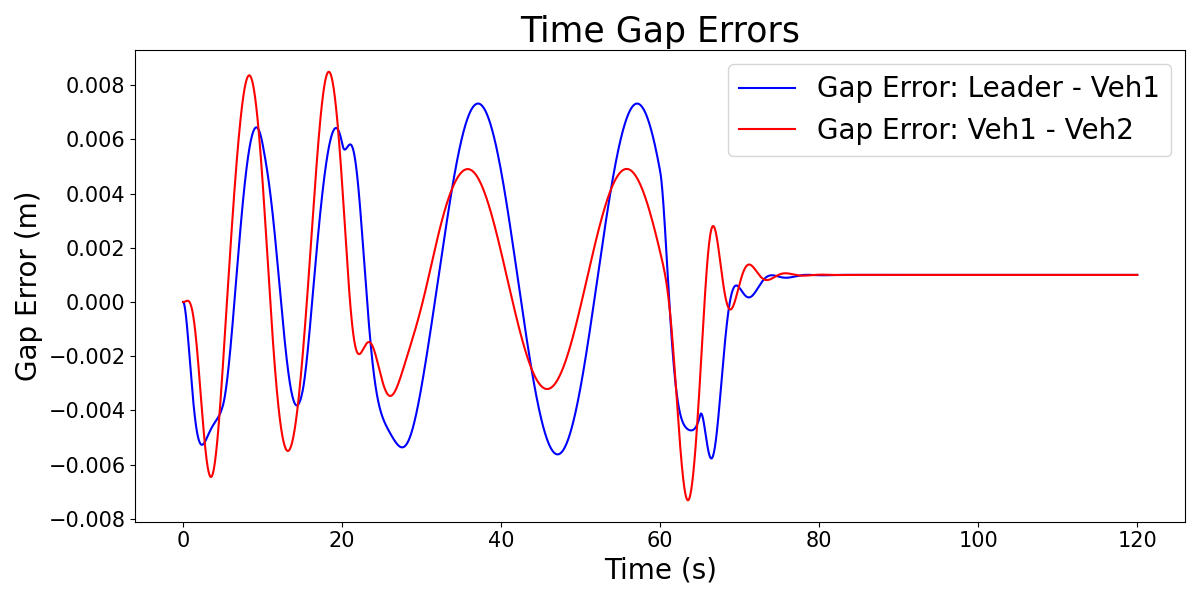 Time Gap Errors
Gap Error: Leader - Veh1
Gap Error: Veh1 - Veh2
Gap Error (m)
0.008
0.006
0.004
0.002
0.000
−0.002
−0.004
−0.006
−0.008
0 20 40 60 80 100 120
Time (s)